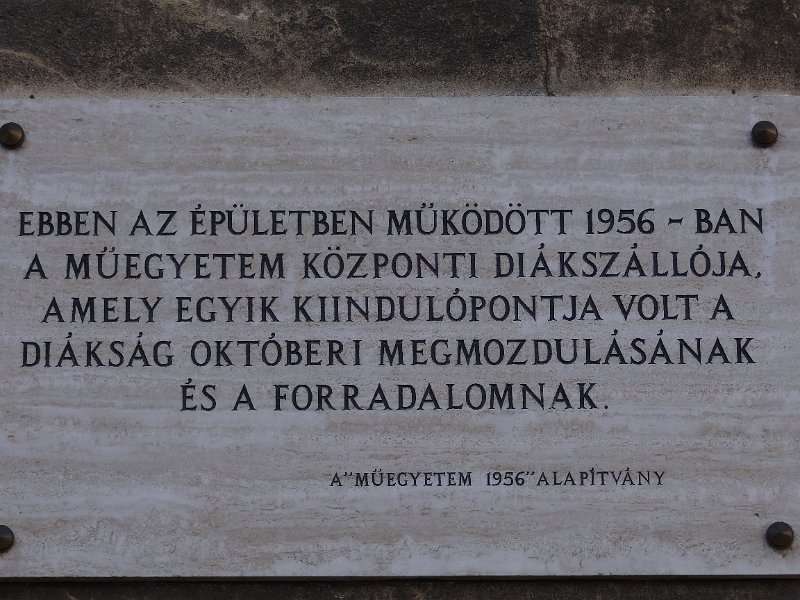 EBBEN AZ ÉPÜLETBEN MŰKÖDÖTT 1956 - BAN
A MŰEGYETEM KÖZPONTI DIÁKSZÁLLÓJA,
AMELY EGYIK KIINDULÓPONTJA VOLT A
DIÁKSÁG OKTÓBERI MEGMOZDULÁSÁNAK
ÉS A FORRADALOMNAK.
A"MŰEGYETEM 1956"ALAPÍTVÁNY